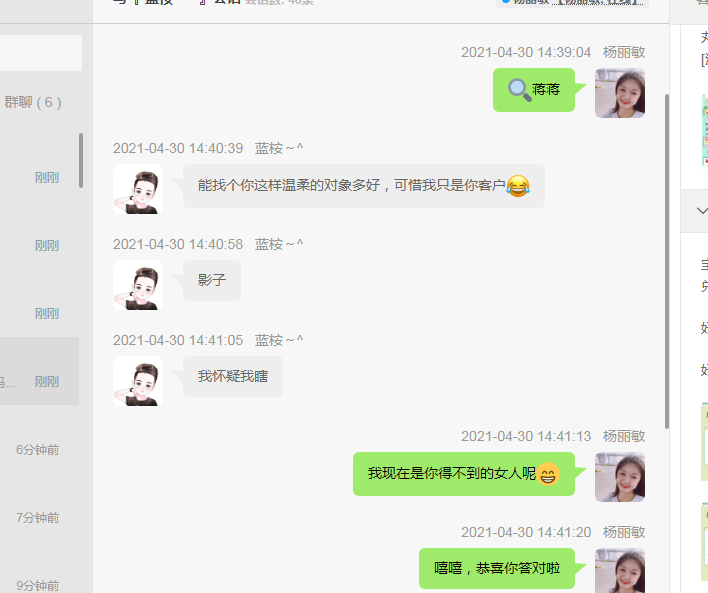 群聊 ( 6 )
刚刚
刚刚
刚刚
刚刚
6分钟前
7分钟前
9分钟前
2021-04-30 14:39:04 杨丽敏
🔍蒋蒋
2021-04-30 14:40:39 蓝桉～^
能找个你这样温柔的对象多好，可惜我只是你客户😂
2021-04-30 14:40:58 蓝桉～^
影子
2021-04-30 14:41:05 蓝桉～^
我怀疑我瞎
2021-04-30 14:41:13 杨丽敏
我现在是你得不到的女人呢😁
2021-04-30 14:41:20 杨丽敏
嘻嘻，恭喜你答对啦